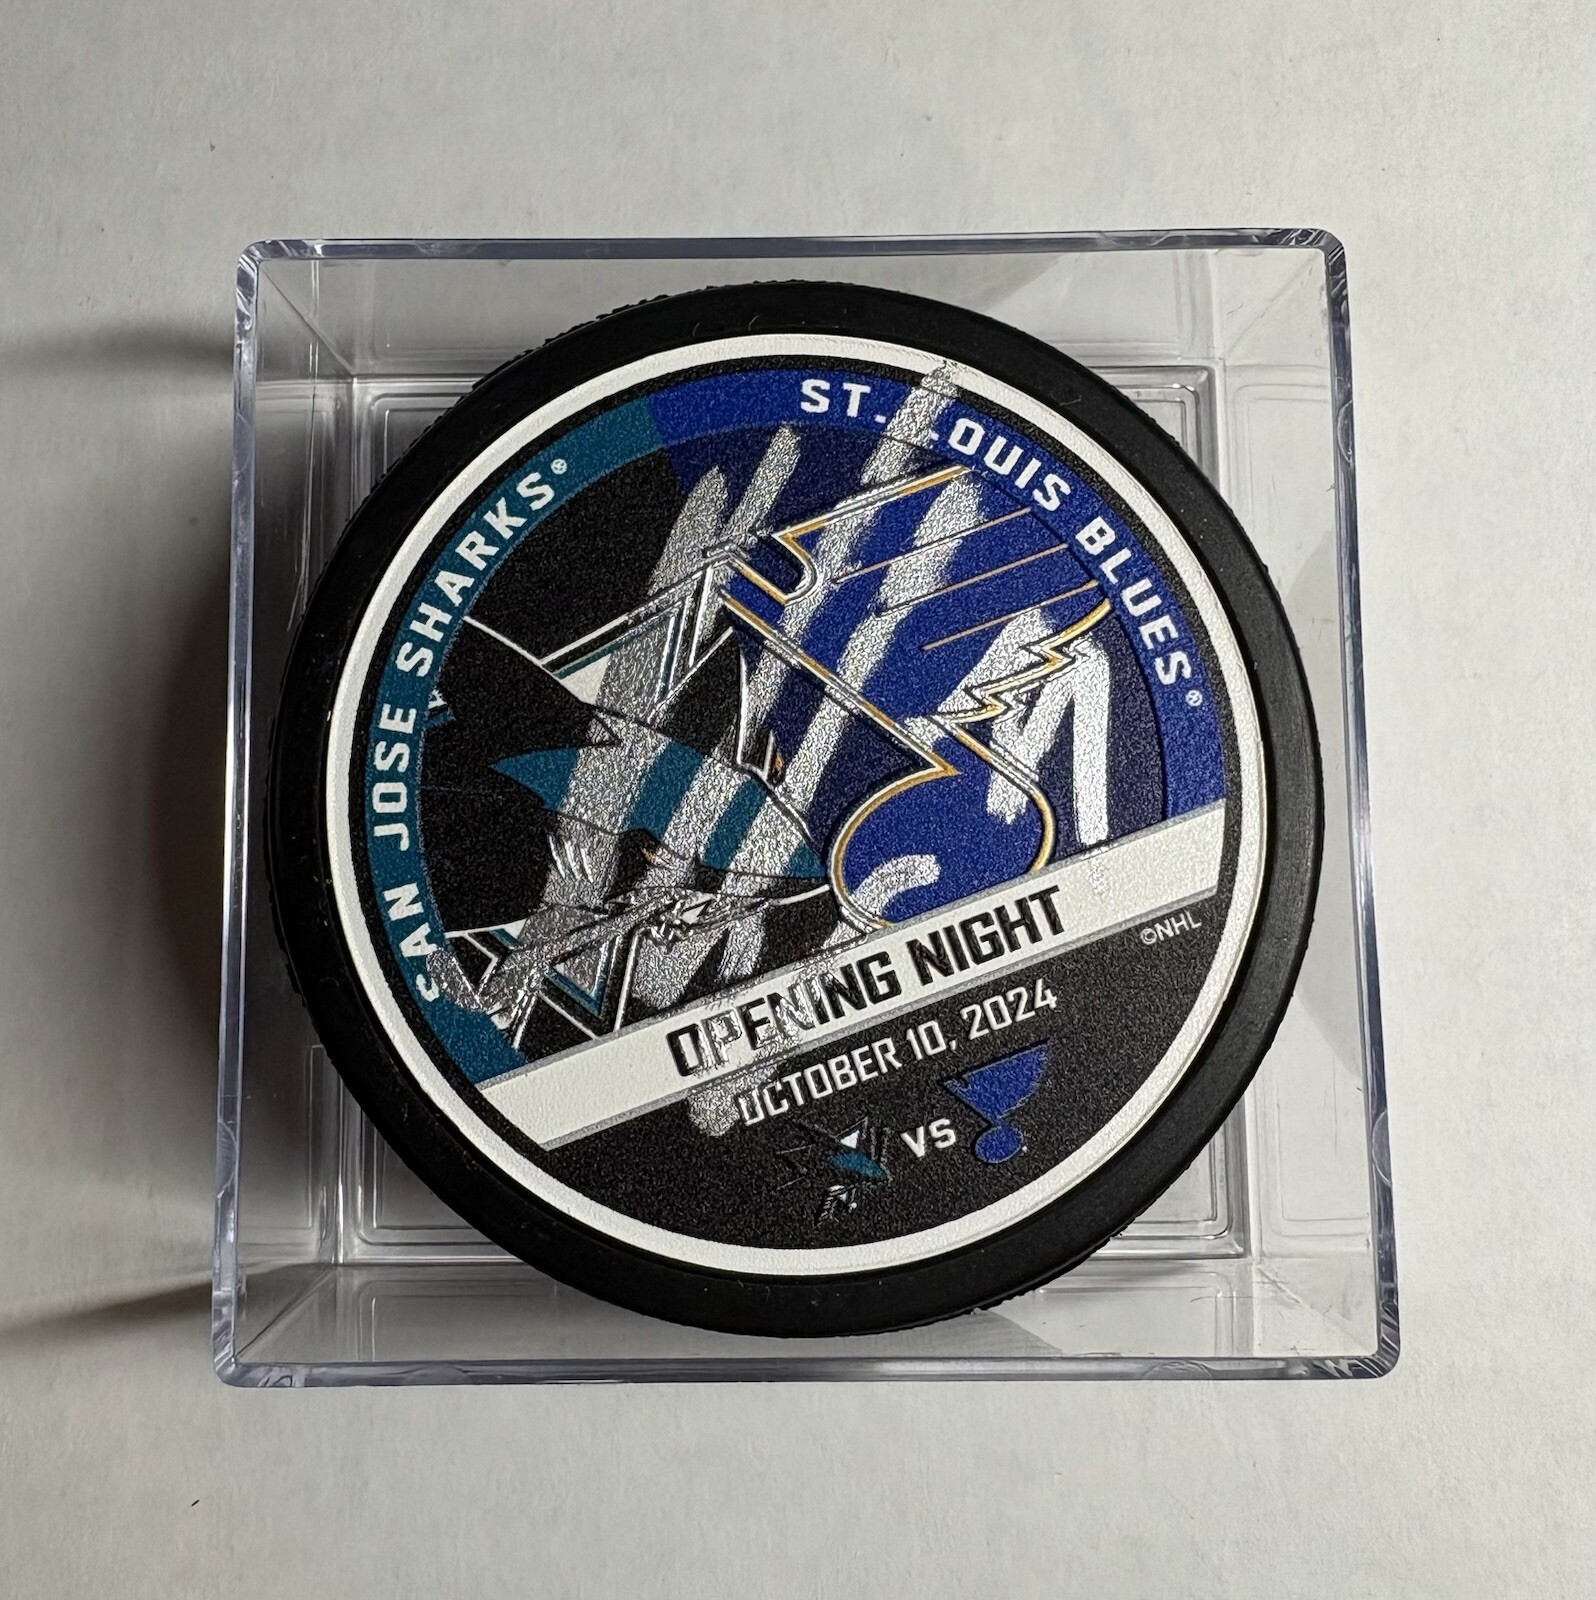 SAN JOSE SHARKS®
ST. LOUIS BLUES®
OPENING NIGHT
©NHL
OCTOBER 10, 2024
VS